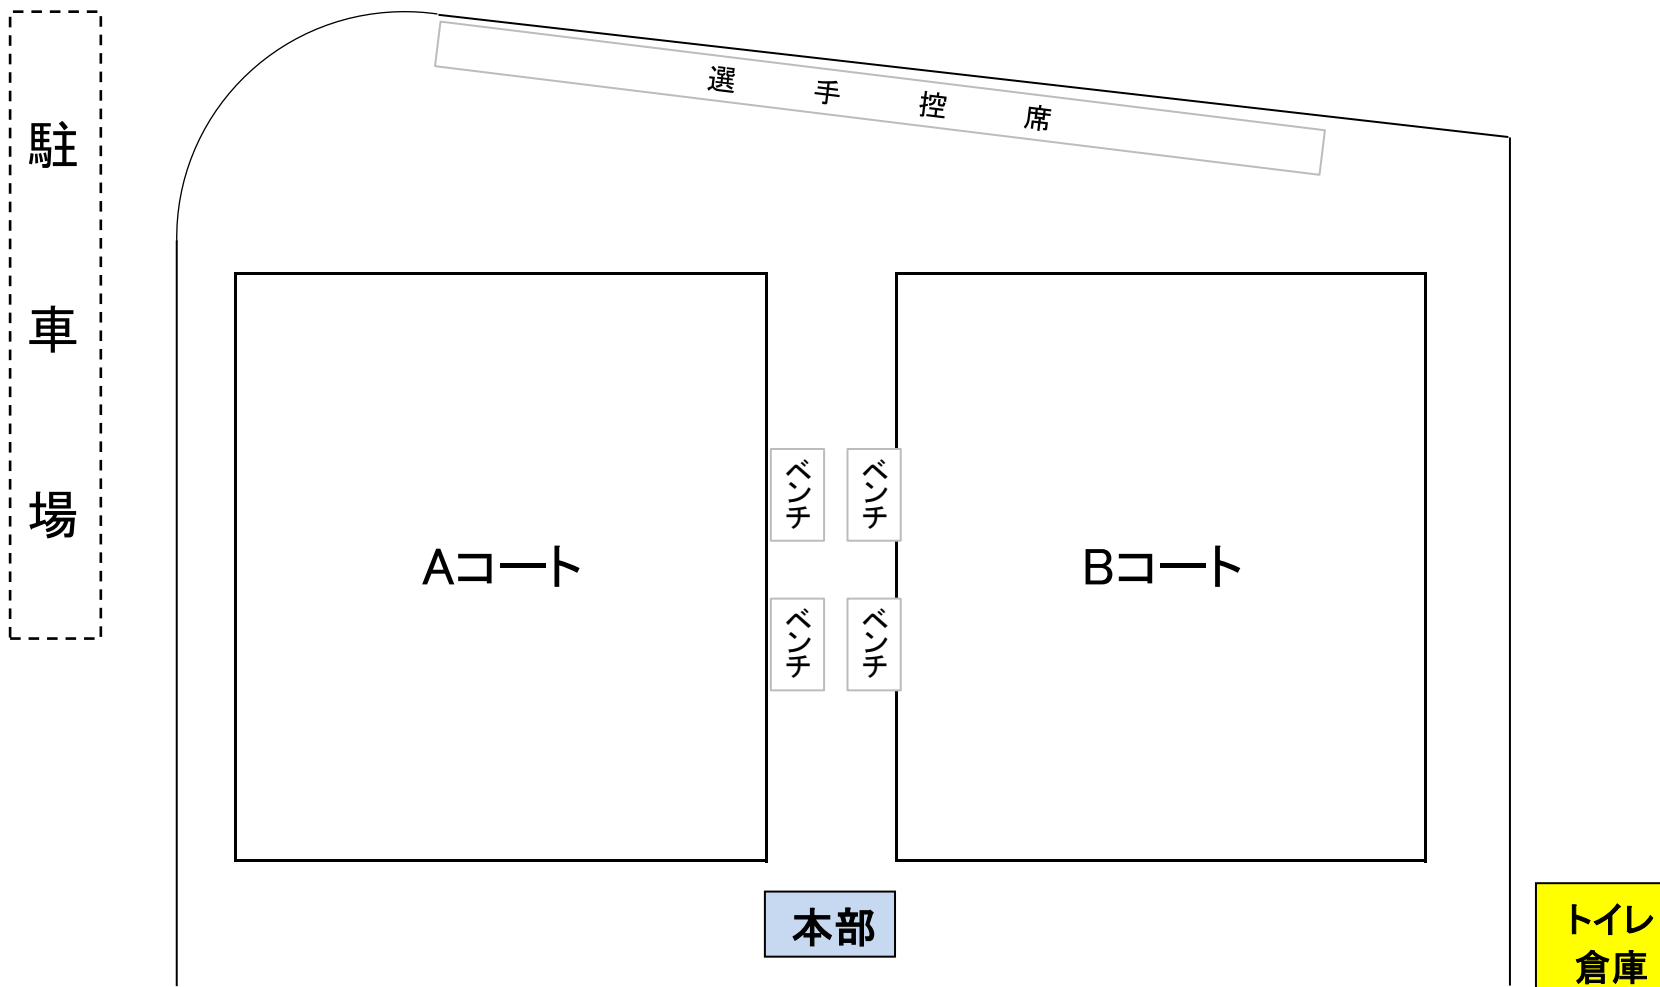 選手控席
駐車場
Aコート
ベンチ
ベンチ
ベンチ
ベンチ
Bコート
本部
トイレ
倉庫